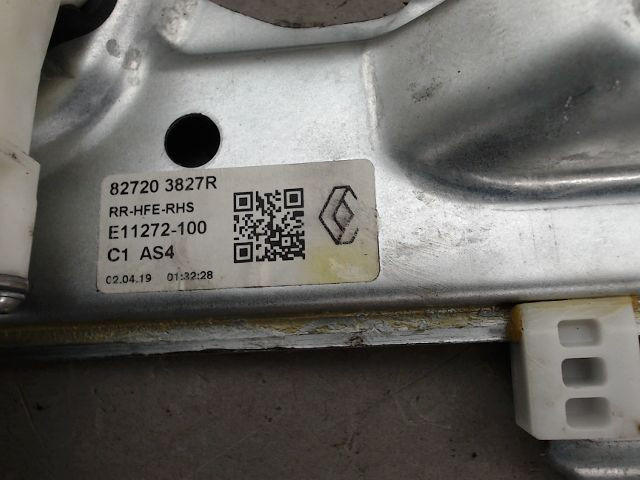 82720 3827R
RR-HFE-RHS
E11272-100
C1 AS4
02.04.19 01:32:28